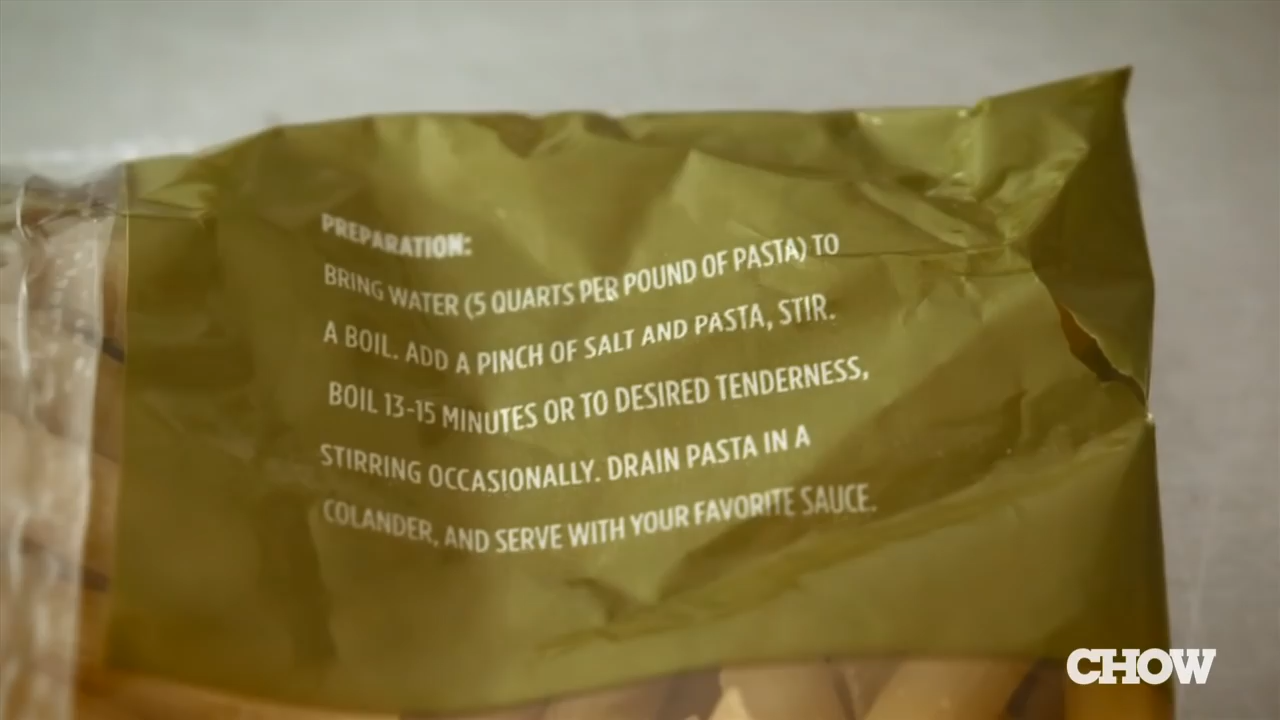 PREPARATION:
BRING WATER (5 QUARTS PER POUND OF PASTA) TO
A BOIL. ADD A PINCH OF SALT AND PASTA, STIR.
BOIL 13-15 MINUTES OR TO DESIRED TENDERNESS,
STIRRING OCCASIONALLY. DRAIN PASTA IN A
COLANDER, AND SERVE WITH YOUR FAVORITE SAUCE.
CHOW